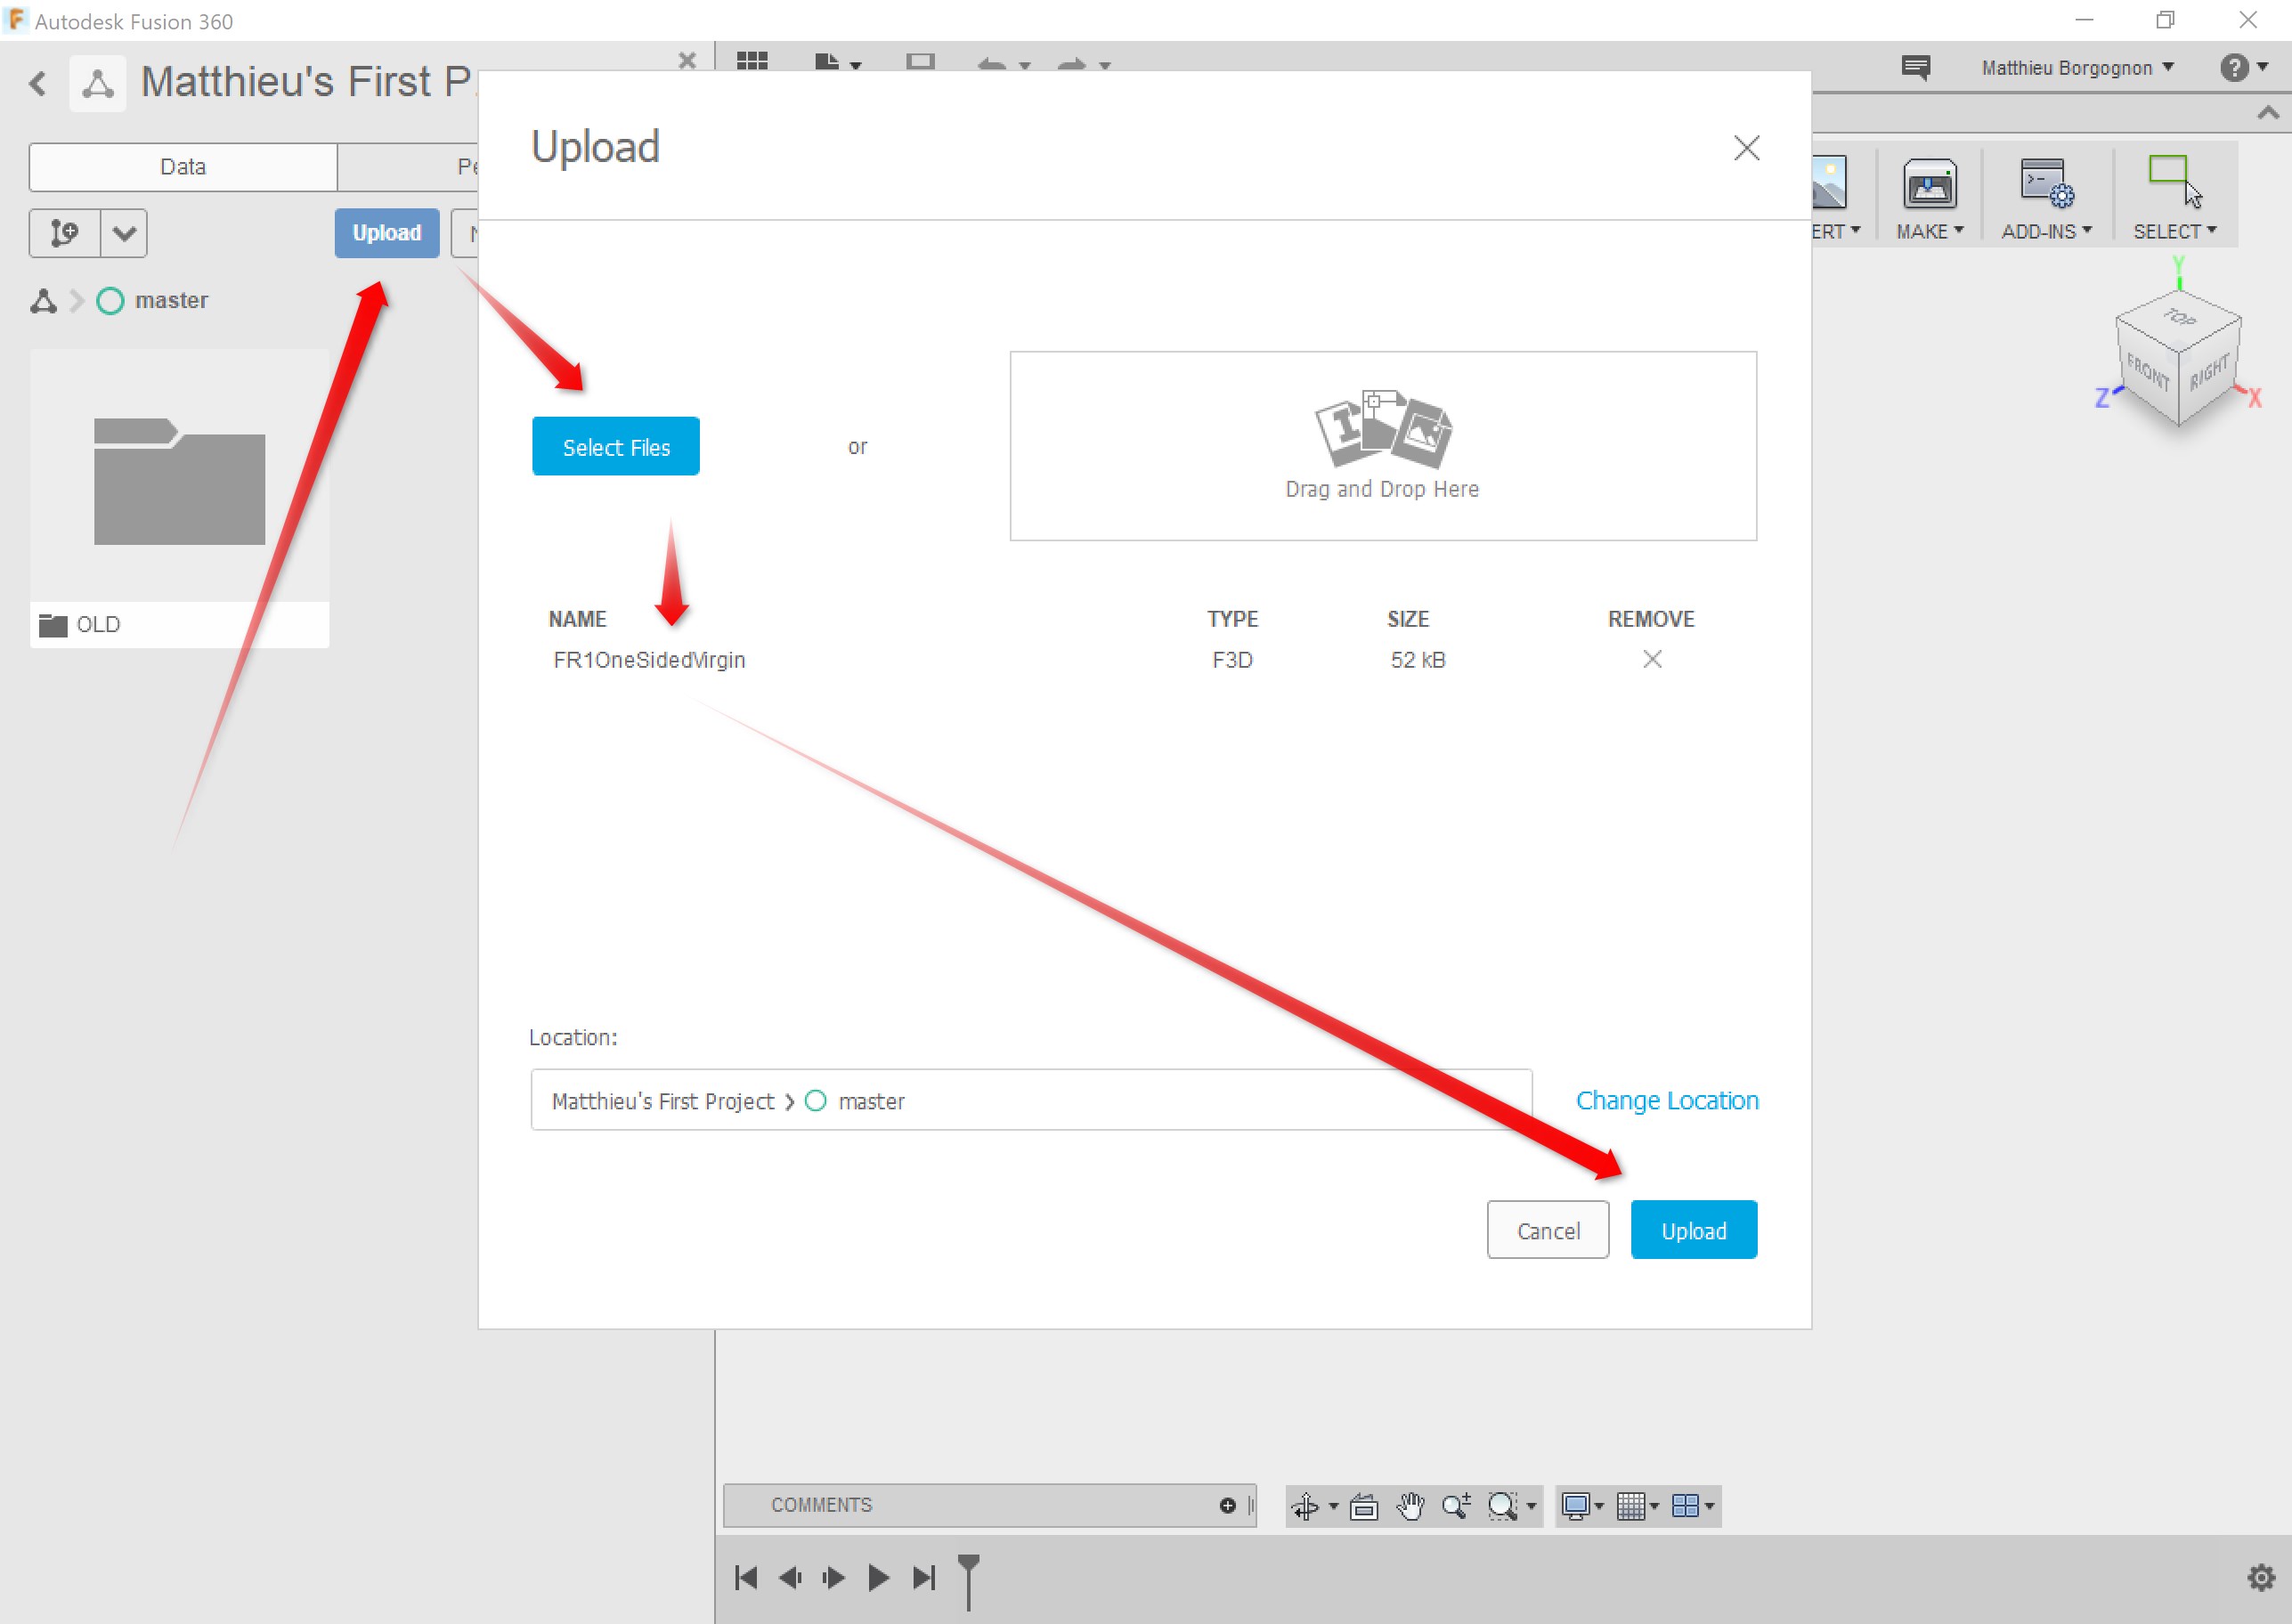 Autodesk Fusion 360
Matthieu's First P.
Matthieu Borgognon
Upload
Data
Upload
ERT
MAKE
ADD-INS
SELECT
master
Y
TOP
FRONT
RIGHT
Z
X
Select Files
or
Drag and Drop Here
OLD
NAME
TYPE
SIZE
REMOVE
FR1OneSidedVirgin
F3D
52 kB
Location:
Matthieu's First Project
master
Change Location
Cancel
Upload
COMMENTS